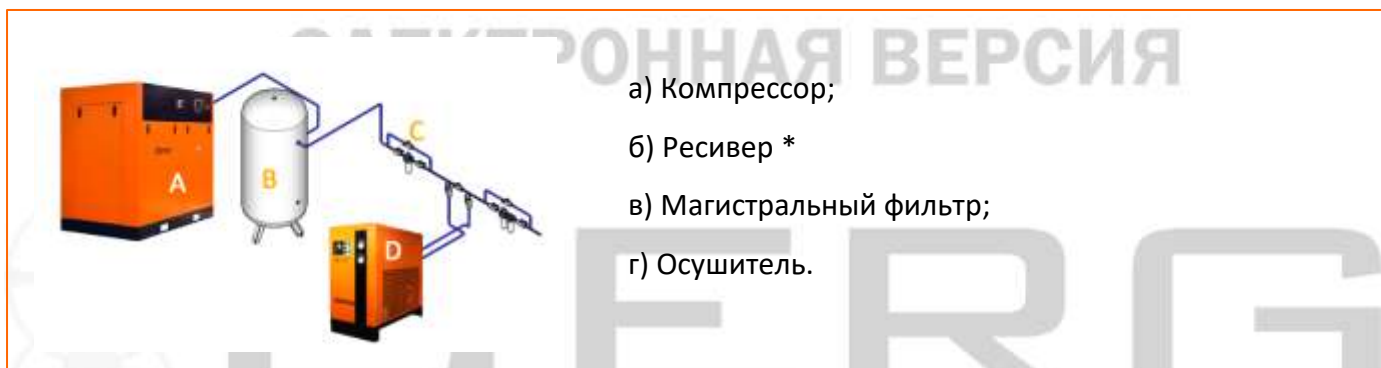 ЭЛЕКТРОННАЯ ВЕРСИЯ
а) Компрессор;
A
B
C
D
б) Ресивер *
в) Магистральный фильтр;
г) Осушитель.